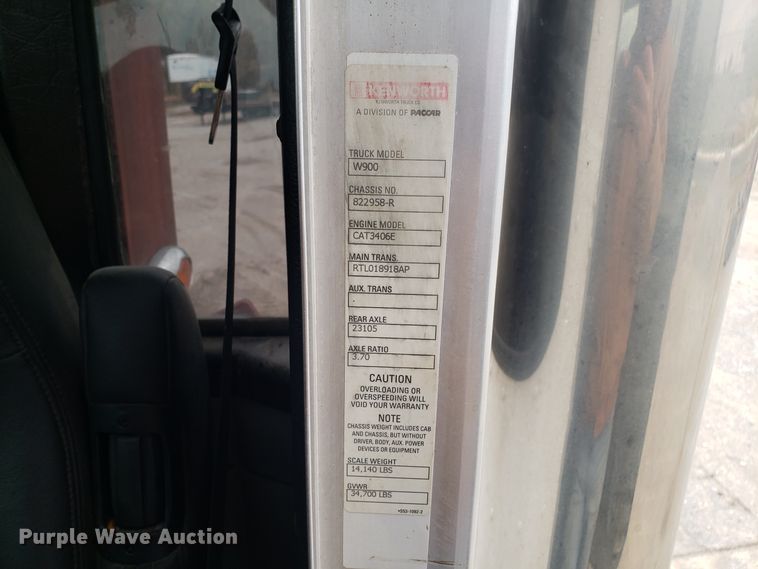 KENWORTH
KENWORTH TRUCK CO.
A DIVISION OF PACCAR
TRUCK MODEL
W900
CHASSIS NO.
822958-R
ENGINE MODEL
CAT3406E
MAIN TRANS.
RTLO18918AP
AUX. TRANS
.
REAR AXLE
23105
AXLE RATIO
3.70
CAUTION
OVERLOADING OR
OVERSPEEDING WILL
VOID YOUR WARRANTY
NOTE
CHASSIS WEIGHT INCLUDES CAB
AND CHASSIS, BUT WITHOUT
DRIVER, BODY, AUX. POWER
DEVICES OR EQUIPMENT
SCALE WEIGHT
14,140 LBS
GVWR
34,700 LBS
Purple Wave Auction